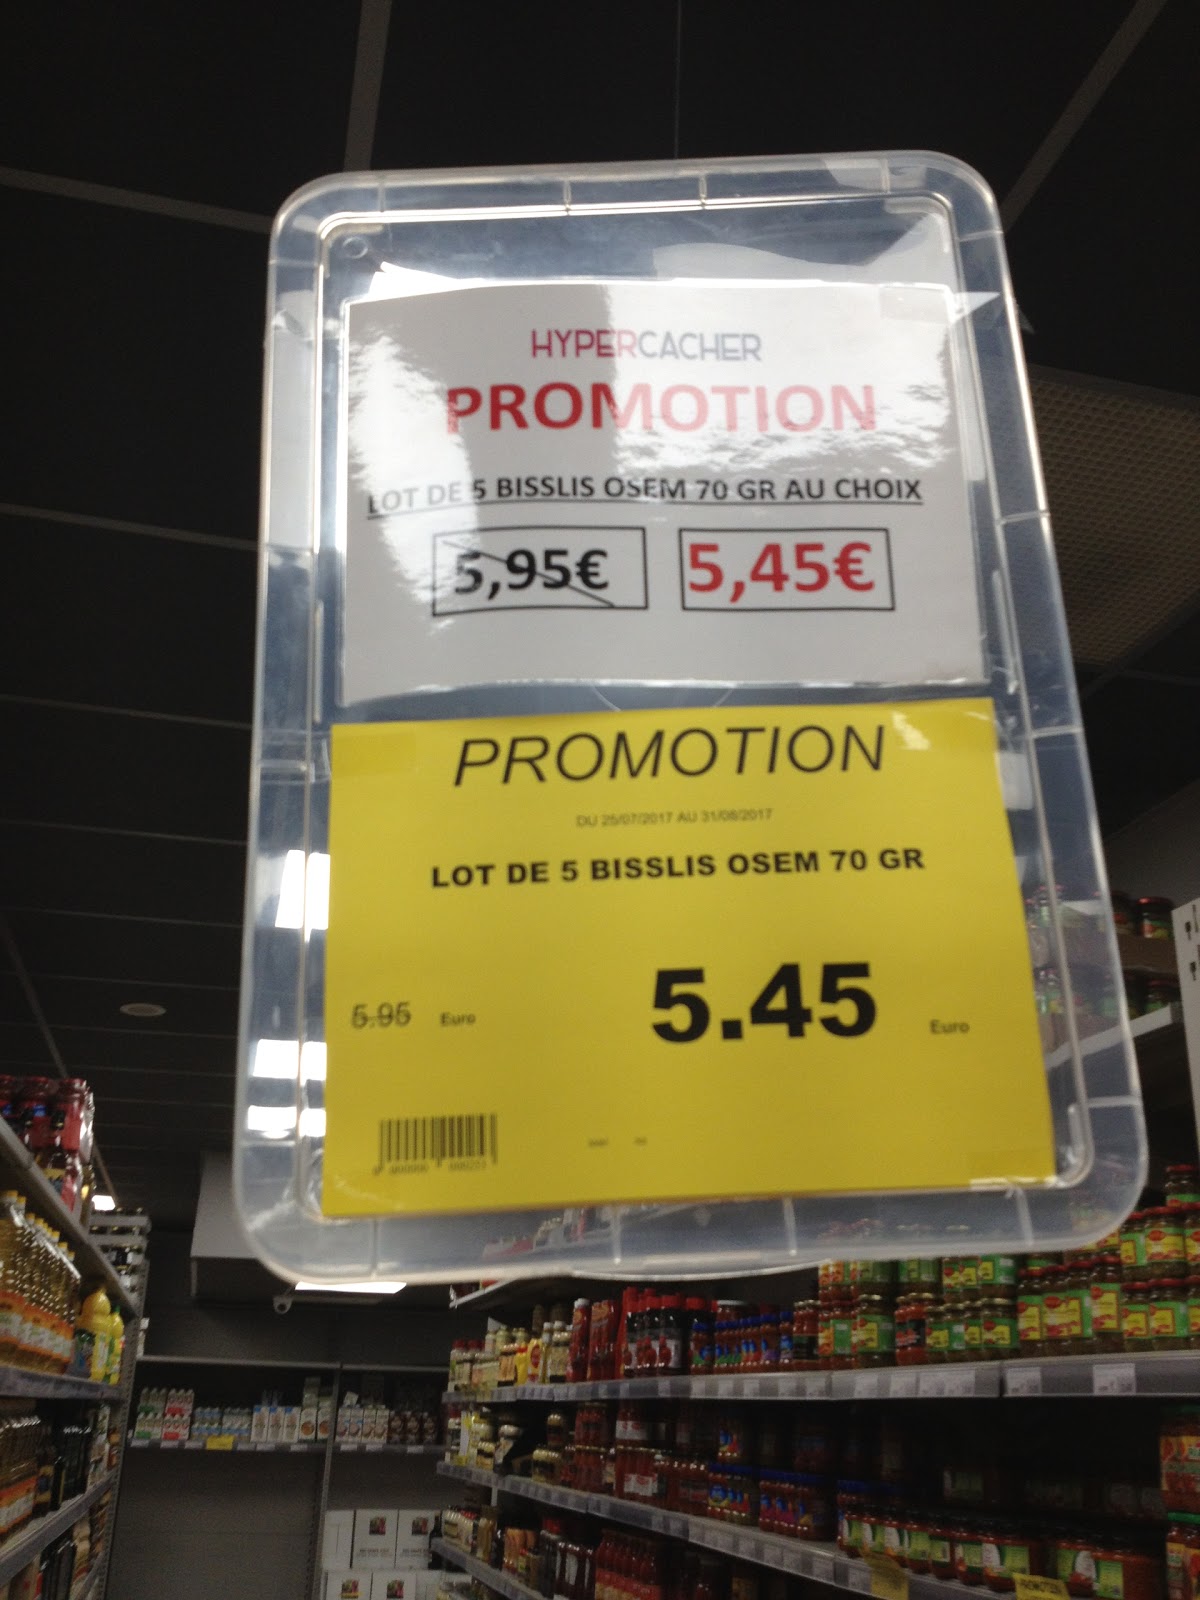 HYPERCACHER
PROMOTION
LOT DE 5 BISSLIS OSEM 70 GR AU CHOIX
5,95€ 5,45€
PROMOTION
DU 25/07/2017 AU 31/08/2017
LOT DE 5 BISSLIS OSEM 70 GR
5.95 Euro 5.45 Euro
PROMOTION